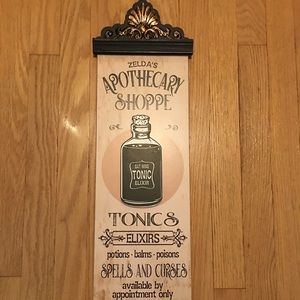 ZELDA'S
APOTHECARY
SHOPPE
TONIC
ELIXIR
TONICS
ELIXIRS
potions - balms - poisons
SPELLS AND CURSES
available by
appointment only